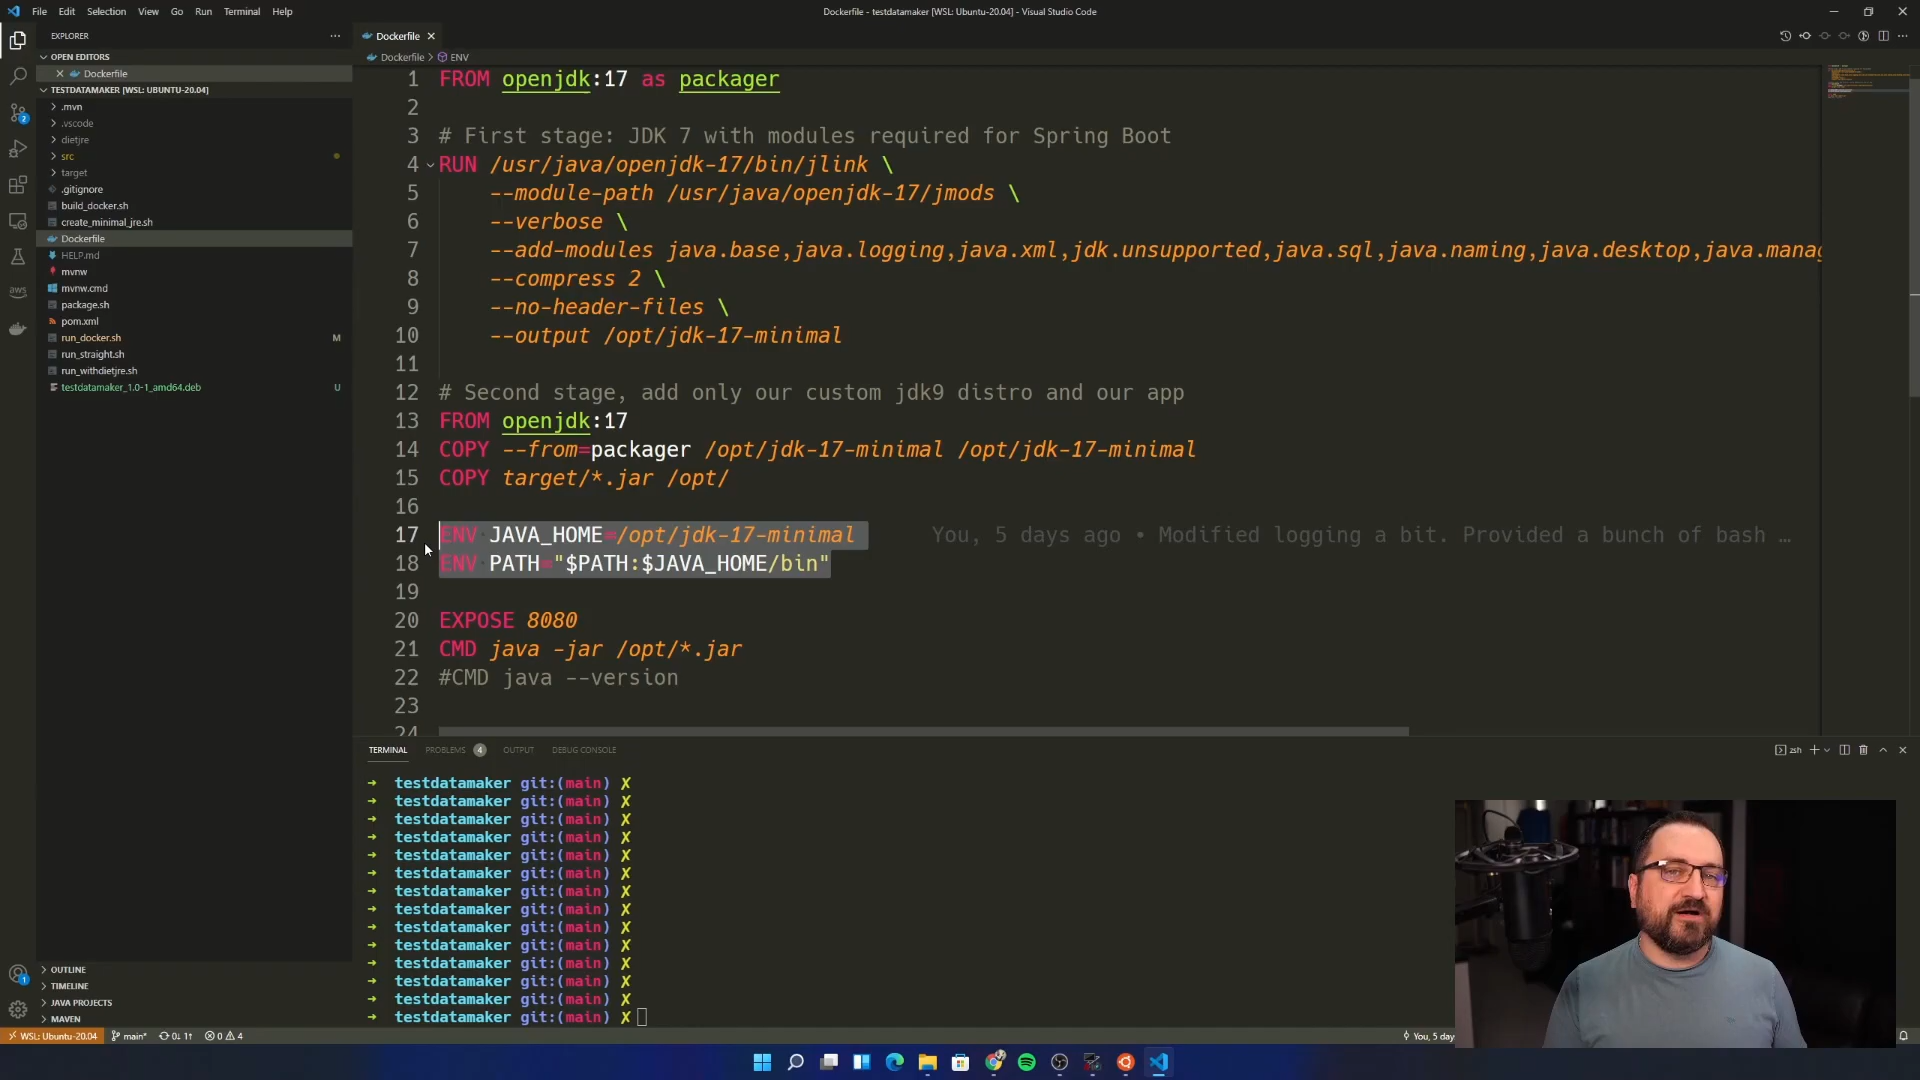 File Edit Selection View Go Run Terminal Help
Dockerfile - testdatamaker [WSL: Ubuntu-20.04] - Visual Studio Code
EXPLORER
OPEN EDITORS
Dockerfile
TESTDATAMAKER [WSL: UBUNTU-20.04]
.mvn
.vscode
dietjre
src
target
.gitignore
build_docker.sh
create_minimal_jre.sh
Dockerfile
HELP.md
mvnw
mvnw.cmd
package.sh
pom.xml
run_docker.sh M
run_straight.sh
run_withdietjre.sh
testdatamaker_1.0-1_amd64.deb U
OUTLINE
TIMELINE
JAVA PROJECTS
MAVEN
2
aws
1
Dockerfile
Dockerfile > ENV
1 FROM openjdk:17 as packager
2
3 # First stage: JDK 7 with modules required for Spring Boot
4 RUN /usr/java/openjdk-17/bin/jlink \
5 --module-path /usr/java/openjdk-17/jmods \
6 --verbose \
7 --add-modules java.base,java.logging,java.xml,jdk.unsupported,java.sql,java.naming,java.desktop,java.manag
8 --compress 2 \
9 --no-header-files \
10 --output /opt/jdk-17-minimal
11
12 # Second stage, add only our custom jdk9 distro and our app
13 FROM openjdk:17
14 COPY --from=packager /opt/jdk-17-minimal /opt/jdk-17-minimal
15 COPY target/*.jar /opt/
16
17 ENV JAVA_HOME=/opt/jdk-17-minimal You, 5 days ago • Modified logging a bit. Provided a bunch of bash …
18 ENV PATH="$PATH:$JAVA_HOME/bin"
19
20 EXPOSE 8080
21 CMD java -jar /opt/*.jar
22 #CMD java --version
23
24
TERMINAL PROBLEMS 4 OUTPUT DEBUG CONSOLE
zsh
→ testdatamaker git:(main) ✗
→ testdatamaker git:(main) ✗
→ testdatamaker git:(main) ✗
→ testdatamaker git:(main) ✗
→ testdatamaker git:(main) ✗
→ testdatamaker git:(main) ✗
→ testdatamaker git:(main) ✗
→ testdatamaker git:(main) ✗
→ testdatamaker git:(main) ✗
→ testdatamaker git:(main) ✗
→ testdatamaker git:(main) ✗
→ testdatamaker git:(main) ✗
→ testdatamaker git:(main) ✗
→ testdatamaker git:(main) ✗
WSL: Ubuntu-20.04 main* 0↓ 1↑ 0 4 You, 5 day